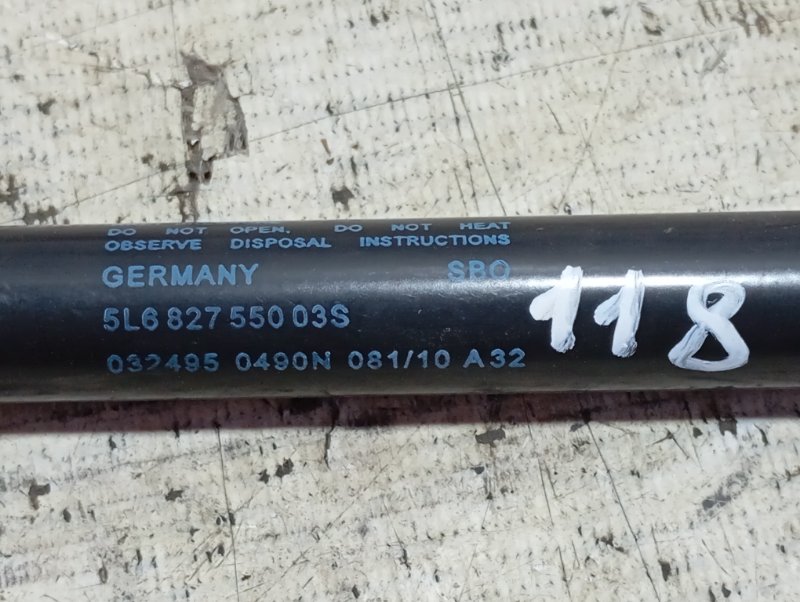 DO NOT OPEN. DO NOT HEAT
OBSERVE DISPOSAL INSTRUCTIONS
GERMANY SBO
5L6 827 550 03S
032495 0490N 081/10 A32
118